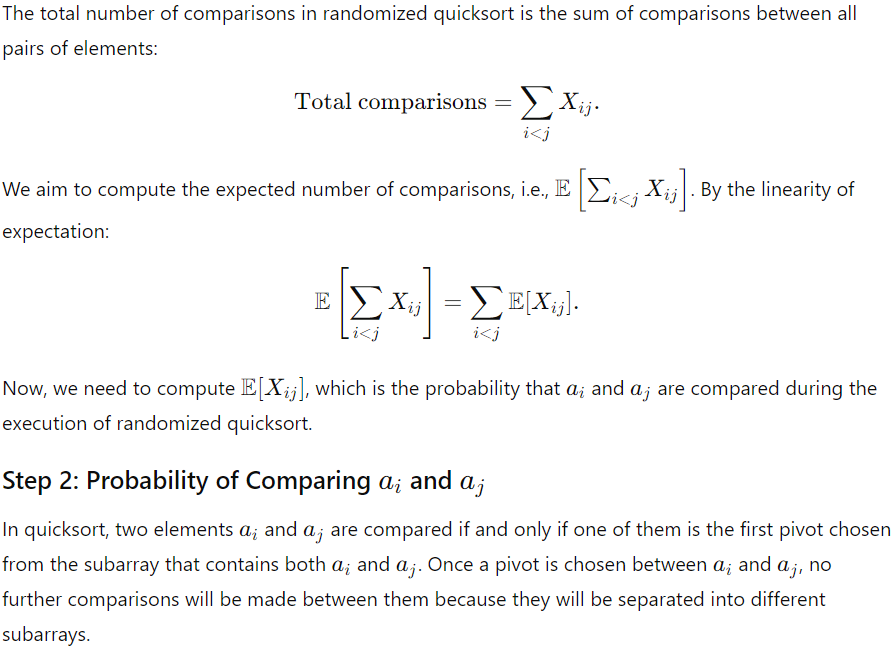 The total number of comparisons in randomized quicksort is the sum of comparisons between all
pairs of elements:
Total comparisons = ∑_{i<j} X_{ij}.
We aim to compute the expected number of comparisons, i.e., 𝔼[∑_{i<j} X_{ij}]. By the linearity of
expectation:
𝔼[∑_{i<j} X_{ij}] = ∑_{i<j} 𝔼[X_{ij}].
Now, we need to compute 𝔼[X_{ij}], which is the probability that a_i and a_j are compared during the
execution of randomized quicksort.
Step 2: Probability of Comparing a_i and a_j
In quicksort, two elements a_i and a_j are compared if and only if one of them is the first pivot chosen
from the subarray that contains both a_i and a_j. Once a pivot is chosen between a_i and a_j, no
further comparisons will be made between them because they will be separated into different
subarrays.